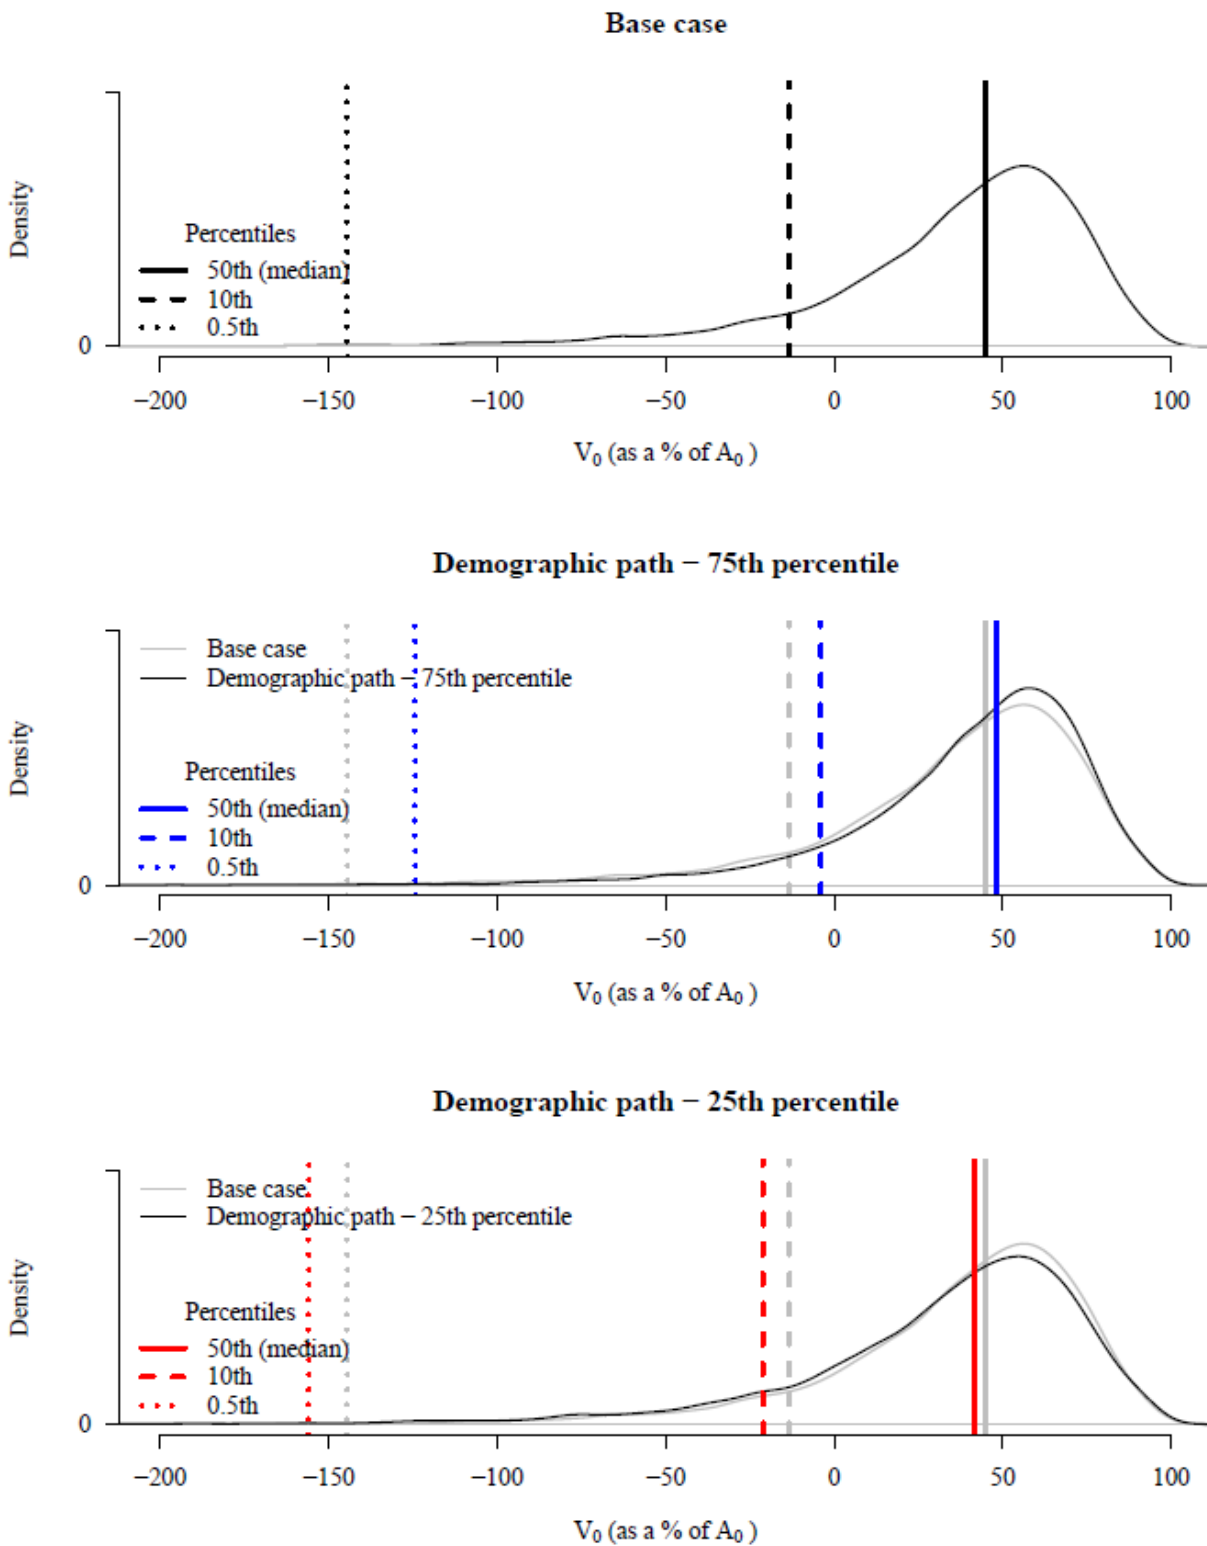 Base case
Density
Percentiles
50th (median)
10th
0.5th
0
−200 −150 −100 −50 0 50 100
V0 (as a % of A0 )
Demographic path − 75th percentile
Density
Base case
Demographic path − 75th percentile
Percentiles
50th (median)
10th
0.5th
0
−200 −150 −100 −50 0 50 100
V0 (as a % of A0 )
Demographic path − 25th percentile
Density
Base case
Demographic path − 25th percentile
Percentiles
50th (median)
10th
0.5th
0
−200 −150 −100 −50 0 50 100
V0 (as a % of A0 )